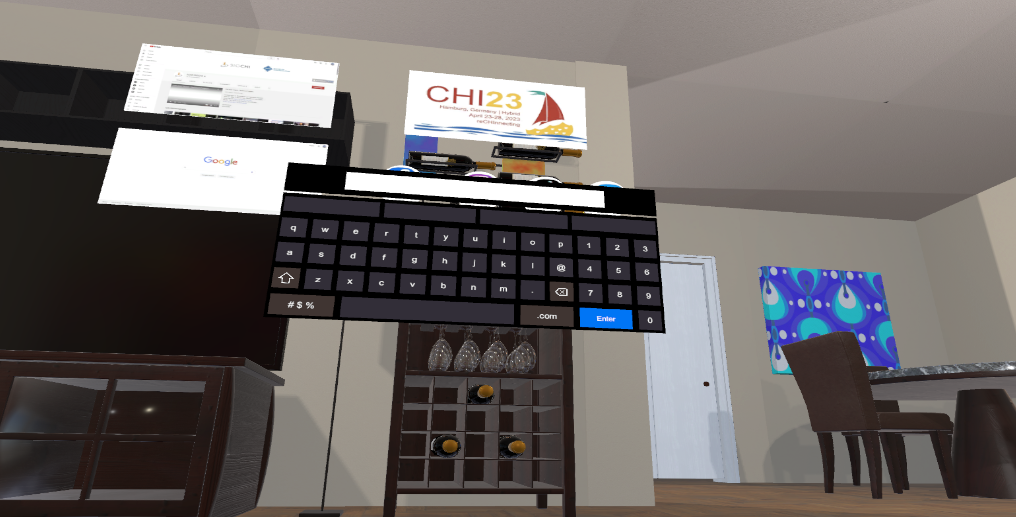 Google
CHI23
Hamburg, Germany | Hybrid
April 23-28, 2023
reCHInnecting
q w e r t y u i o p 1 2 3
a s d f g h j k l @ 4 5 6
z x c v b n m . 7 8 9
# $ % .com Enter 0